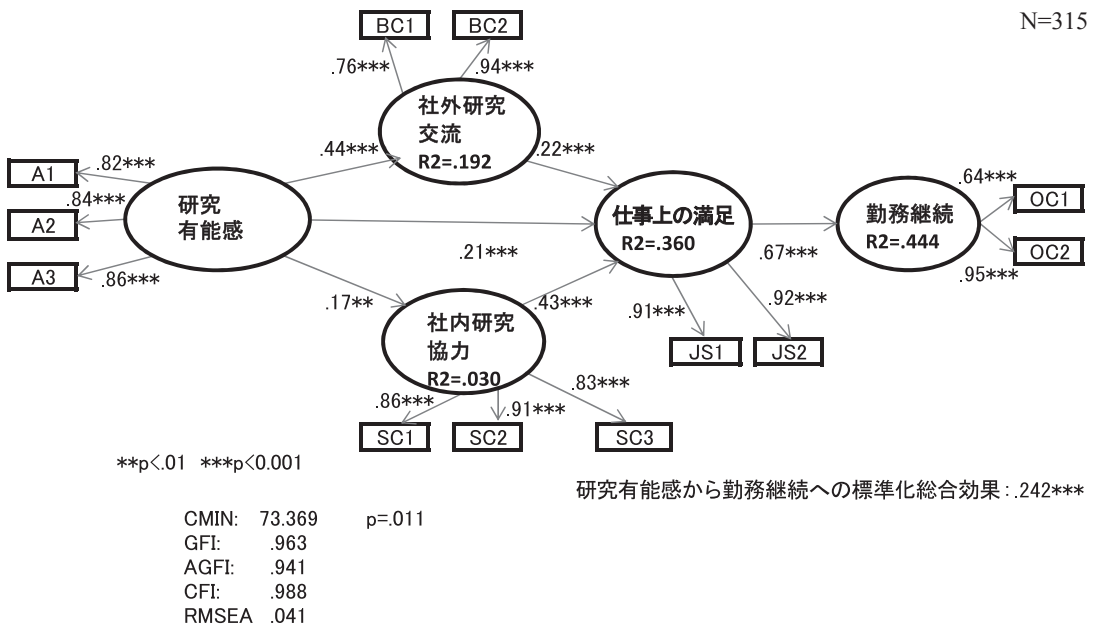 N=315
BC1
BC2
.76***
.94***
社外研究
交流
R2=.192
A1
.82***
.44***
.22***
.84***
A2
研究
有能感
仕事上の満足
R2=.360
勤務継続
R2=.444
.64***
OC1
OC2
.95***
A3
.86***
.21***
.67***
.17**
.43***
社内研究
協力
R2=.030
.91***
.92***
JS1
JS2
.86***
.91***
.83***
SC1
SC2
SC3
**p<.01 ***p<0.001
研究有能感から勤務継続への標準化総合効果:.242***
CMIN: 73.369 p=.011
GFI: .963
AGFI: .941
CFI: .988
RMSEA .041